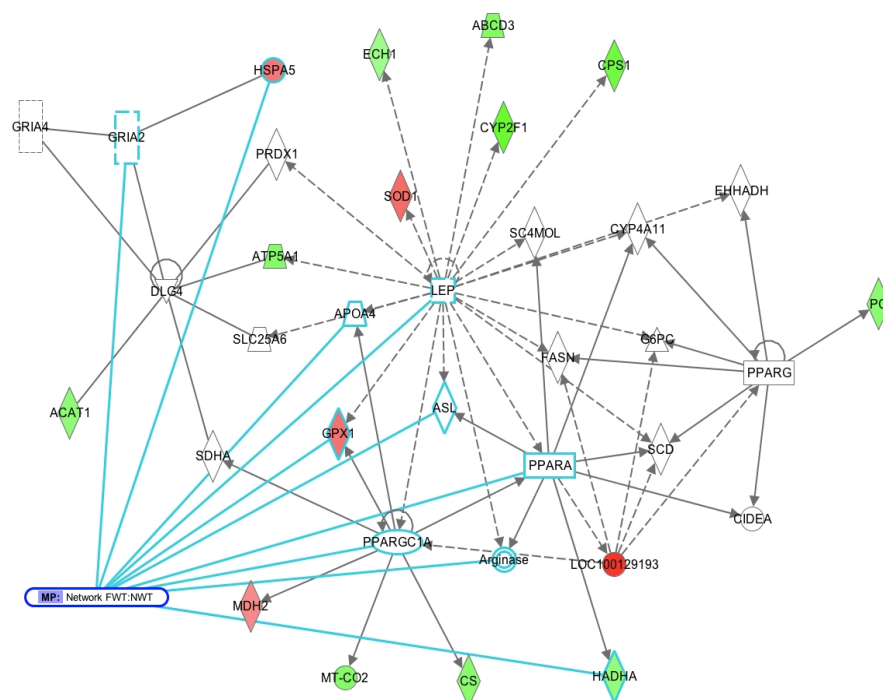 ABCD3
ECH1
CPS1
HSPA5
GRIA4
GRIA2
CYP2F1
PRDX1
SOD1
EHHADH
SC4MOL
CYP4A11
ATP5A1
DLG4
LEP
APOA4
SLC25A6
G6PC
FASN
PPARG
ACAT1
ASL
GPX1
SDHA
SCD
PPARA
CIDEA
PPARGC1A
Arginase
LOC100129193
MP: Network FWT:NWT
MDH2
MT-CO2
CS
HADHA